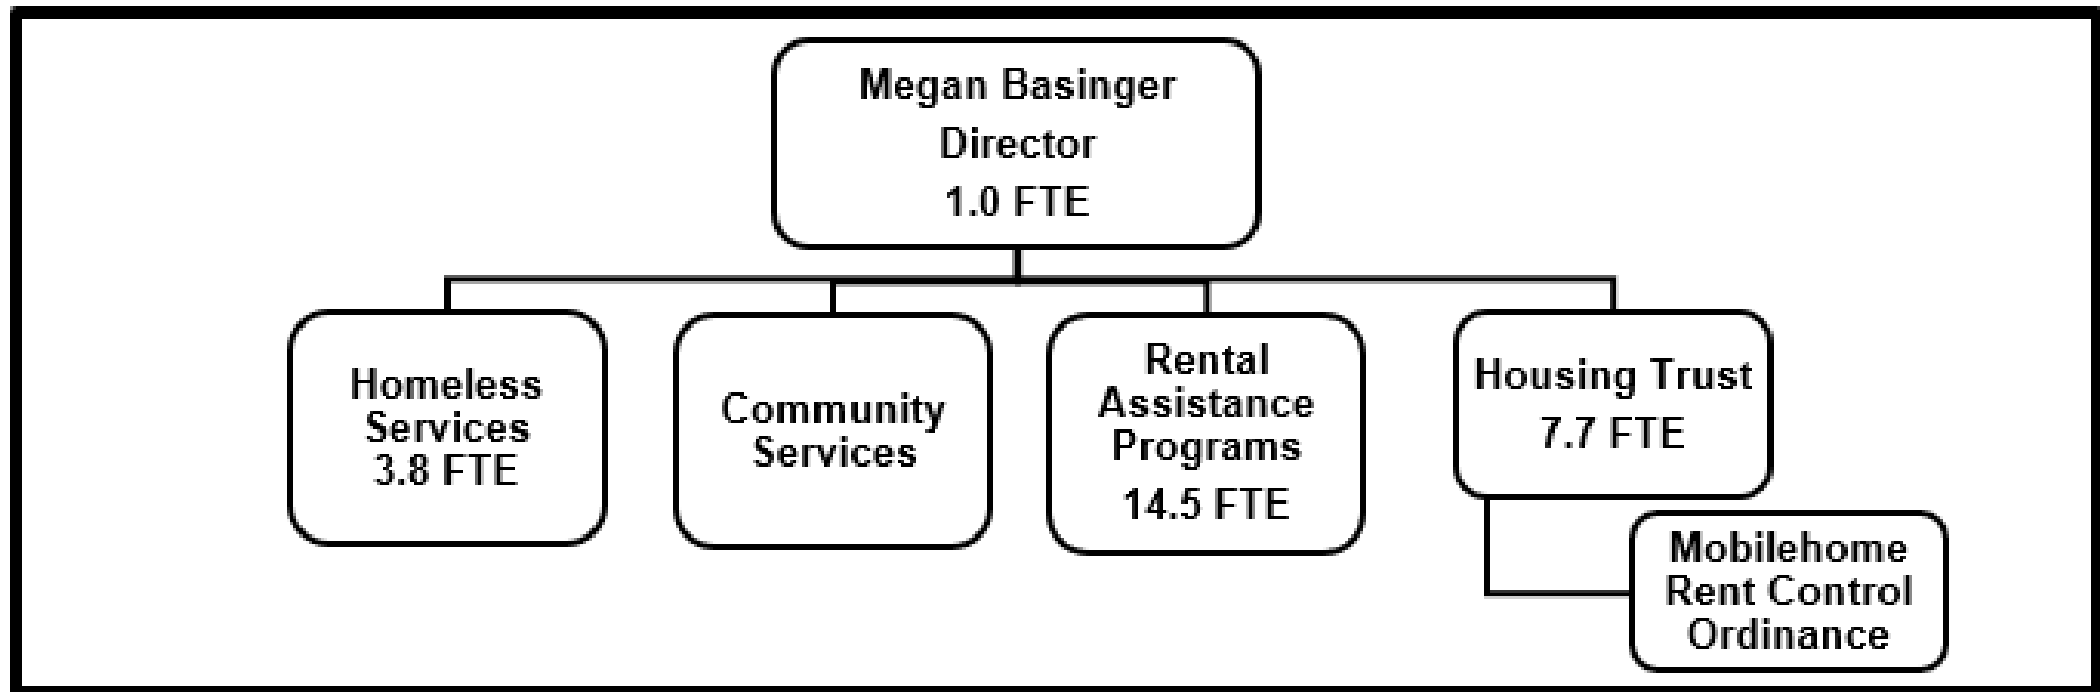 Megan Basinger
Director
1.0 FTE
Homeless
Services
3.8 FTE
Community
Services
Rental
Assistance
Programs
14.5 FTE
Housing Trust
7.7 FTE
Mobilehome
Rent Control
Ordinance